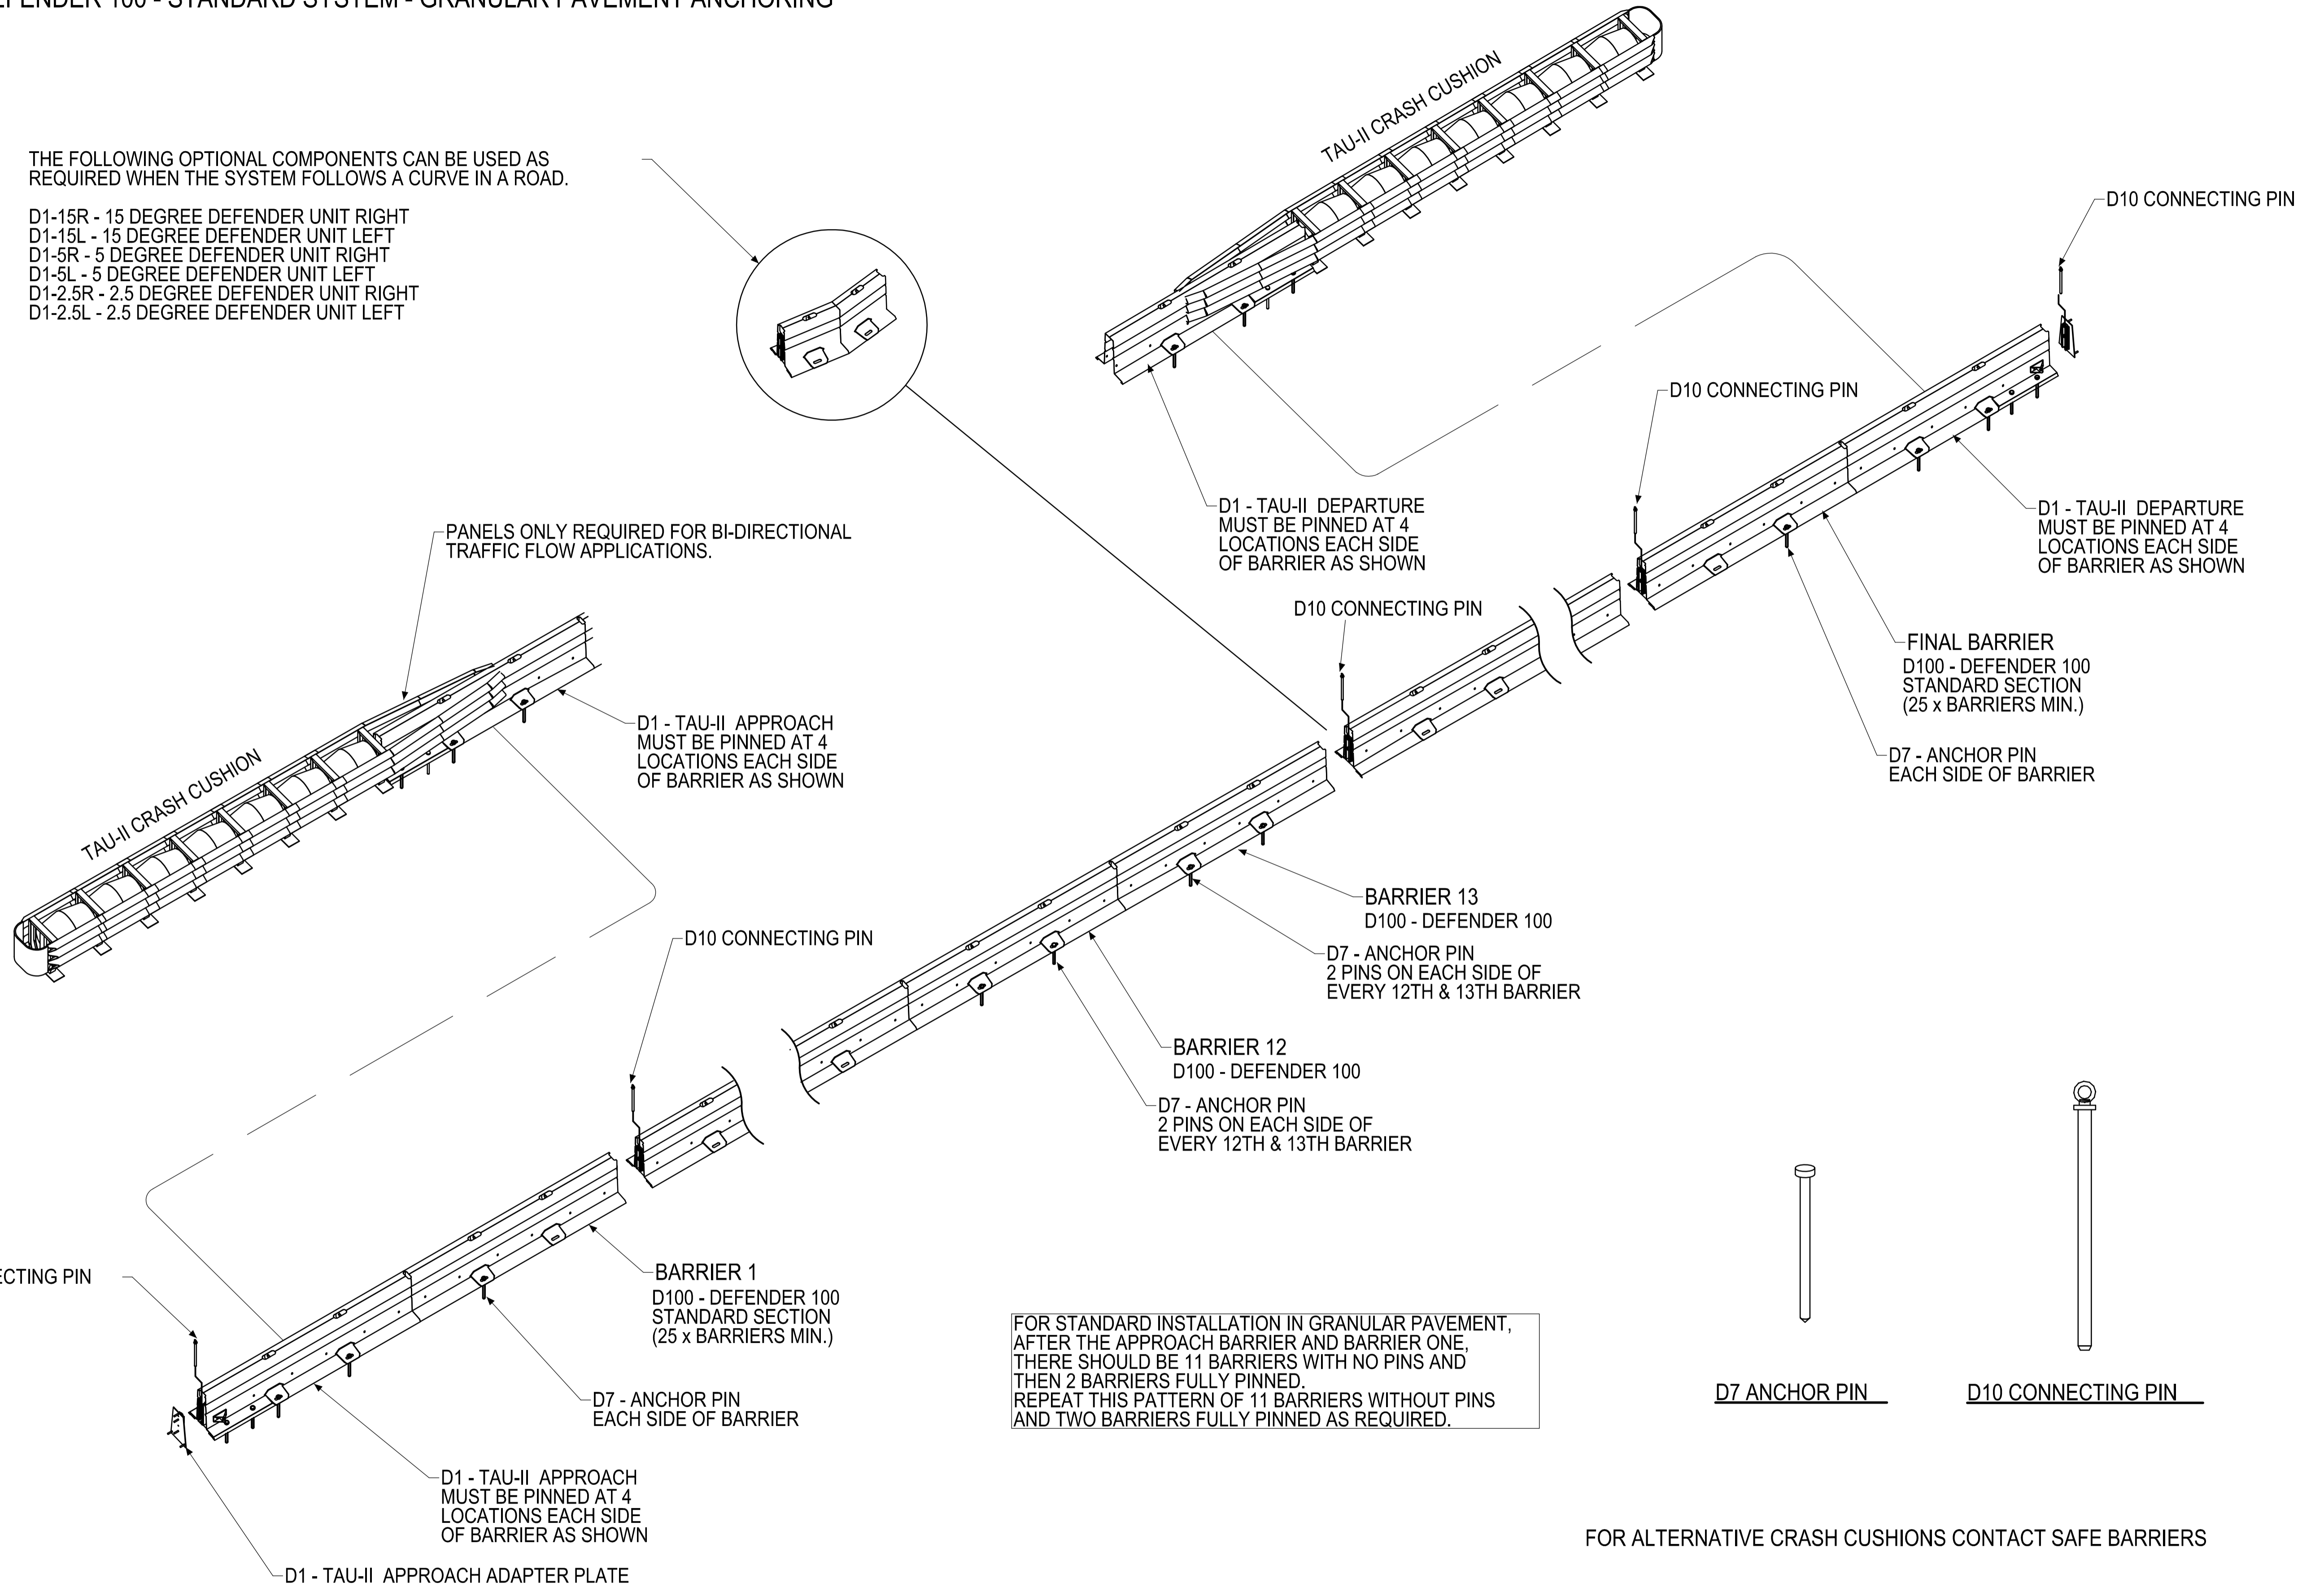 DEFENDER 100 - STANDARD SYSTEM - GRANULAR PAVEMENT ANCHORING
THE FOLLOWING OPTIONAL COMPONENTS CAN BE USED AS
REQUIRED WHEN THE SYSTEM FOLLOWS A CURVE IN A ROAD.
D1-15R - 15 DEGREE DEFENDER UNIT RIGHT
D1-15L - 15 DEGREE DEFENDER UNIT LEFT
D1-5R - 5 DEGREE DEFENDER UNIT RIGHT
D1-5L - 5 DEGREE DEFENDER UNIT LEFT
D1-2.5R - 2.5 DEGREE DEFENDER UNIT RIGHT
D1-2.5L - 2.5 DEGREE DEFENDER UNIT LEFT
TAU-II CRASH CUSHION
D10 CONNECTING PIN
D10 CONNECTING PIN
D1 - TAU-II DEPARTURE
MUST BE PINNED AT 4
LOCATIONS EACH SIDE
OF BARRIER AS SHOWN
D1 - TAU-II DEPARTURE
MUST BE PINNED AT 4
LOCATIONS EACH SIDE
OF BARRIER AS SHOWN
PANELS ONLY REQUIRED FOR BI-DIRECTIONAL
TRAFFIC FLOW APPLICATIONS.
D10 CONNECTING PIN
FINAL BARRIER
D100 - DEFENDER 100
STANDARD SECTION
(25 x BARRIERS MIN.)
D7 - ANCHOR PIN
EACH SIDE OF BARRIER
D1 - TAU-II APPROACH
MUST BE PINNED AT 4
LOCATIONS EACH SIDE
OF BARRIER AS SHOWN
TAU-II CRASH CUSHION
BARRIER 13
D100 - DEFENDER 100
D7 - ANCHOR PIN
2 PINS ON EACH SIDE OF
EVERY 12TH & 13TH BARRIER
D10 CONNECTING PIN
BARRIER 12
D100 - DEFENDER 100
D7 - ANCHOR PIN
2 PINS ON EACH SIDE OF
EVERY 12TH & 13TH BARRIER
ECTING PIN
BARRIER 1
D100 - DEFENDER 100
STANDARD SECTION
(25 x BARRIERS MIN.)
D7 - ANCHOR PIN
EACH SIDE OF BARRIER
FOR STANDARD INSTALLATION IN GRANULAR PAVEMENT,
AFTER THE APPROACH BARRIER AND BARRIER ONE,
THERE SHOULD BE 11 BARRIERS WITH NO PINS AND
THEN 2 BARRIERS FULLY PINNED.
REPEAT THIS PATTERN OF 11 BARRIERS WITHOUT PINS
AND TWO BARRIERS FULLY PINNED AS REQUIRED.
D7 ANCHOR PIN
D10 CONNECTING PIN
D1 - TAU-II APPROACH
MUST BE PINNED AT 4
LOCATIONS EACH SIDE
OF BARRIER AS SHOWN
D1 - TAU-II APPROACH ADAPTER PLATE
FOR ALTERNATIVE CRASH CUSHIONS CONTACT SAFE BARRIERS